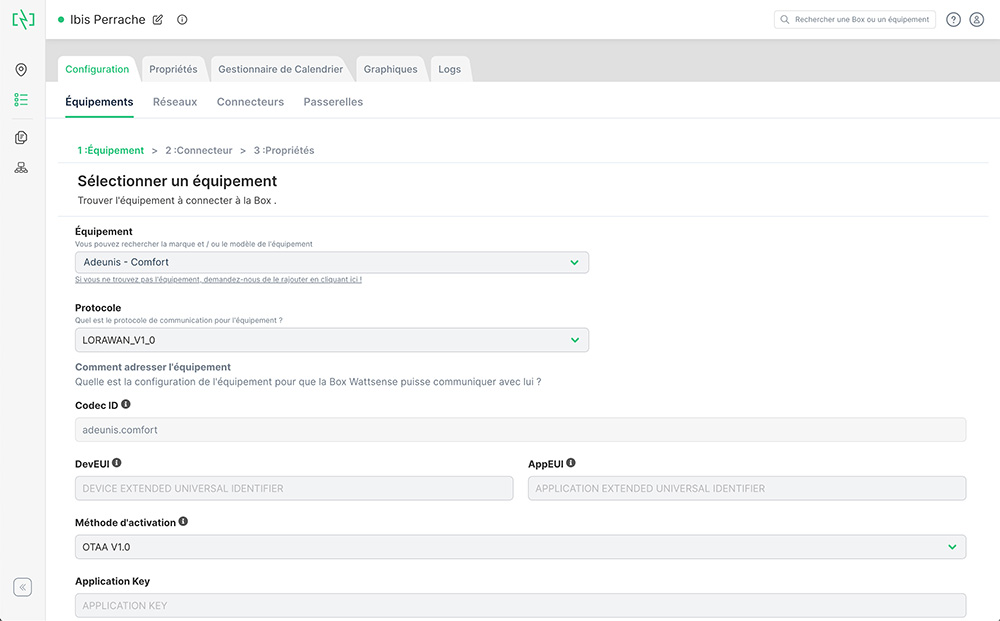 Ibis Perrache
Rechercher une Box ou un équipement
Configuration Propriétés Gestionnaire de Calendrier Graphiques Logs
Équipements Réseaux Connecteurs Passerelles
1 :Équipement > 2 :Connecteur > 3 :Propriétés
Sélectionner un équipement
Trouver l'équipement à connecter à la Box .
Équipement
Vous pouvez rechercher la marque et / ou le modèle de l'équipement
Adeunis - Comfort
Si vous ne trouvez pas l'équipement, demandez-nous de le rajouter en cliquant ici !
Protocole
Quel est le protocole de communication pour l'équipement ?
LORAWAN_V1_0
Comment adresser l'équipement
Quelle est la configuration de l'équipement pour que la Box Wattsense puisse communiquer avec lui ?
Codec ID
adeunis.comfort
DevEUI AppEUI
DEVICE EXTENDED UNIVERSAL IDENTIFIER APPLICATION EXTENDED UNIVERSAL IDENTIFIER
Méthode d'activation
OTAA V1.0
Application Key
APPLICATION KEY